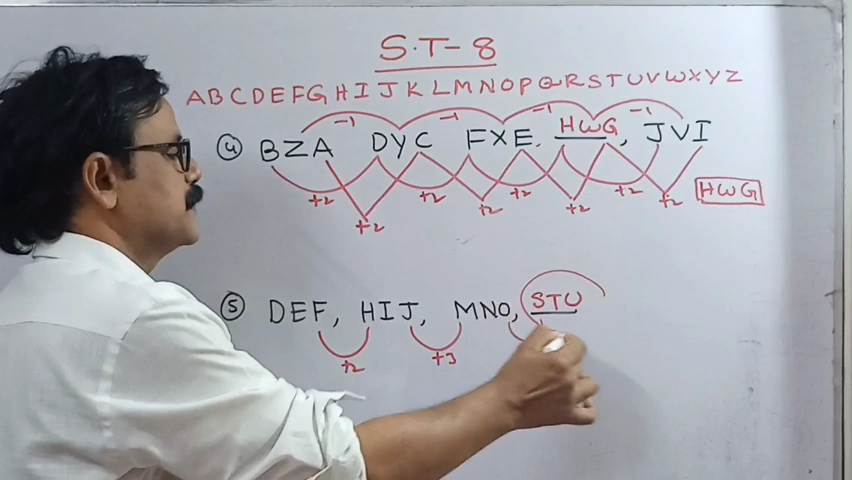 S.T-8
ABCDEFGHIJKLMNOPQRSTUVWXYZ
-1 -1 -1 -1
④ BZA DYC FXE. HWG, JVI
+2 +2 +2 +2 +2 +2 +2 +2
HWG
⑤ DEF, HIJ, MNO, STU
+2 +3